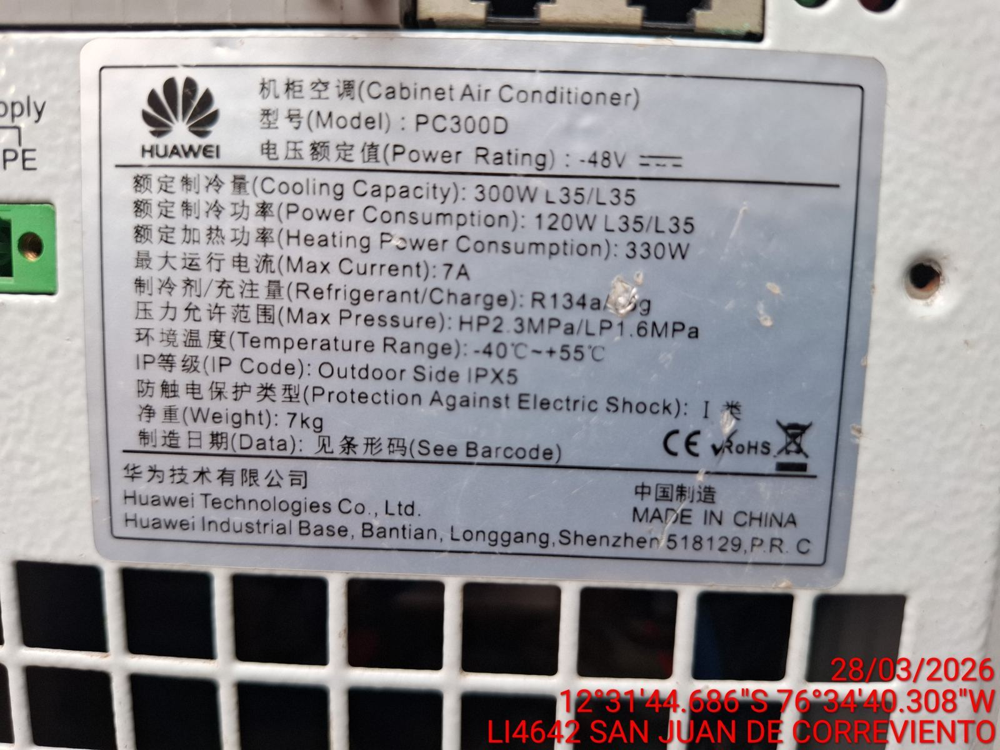 pply
PE
HUAWEI
机柜空调(Cabinet Air Conditioner)
型号(Model) : PC300D
电压额定值(Power Rating) : -48V
额定制冷量(Cooling Capacity): 300W L35/L35
额定制冷功率(Power Consumption): 120W L35/L35
额定加热功率(Heating Power Consumption): 330W
最大运行电流(Max Current): 7A
制冷剂/充注量(Refrigerant/Charge): R134a/
压力允许范围(Max Pressure): HP2.3MPa/LP1.6MPa
环境温度(Temperature Range): -40℃~+55℃
IP等级(IP Code): Outdoor Side IPX5
防触电保护类型(Protection Against Electric Shock): I 类
净重(Weight): 7kg
制造日期(Data): 见条形码(See Barcode)
CE RoHS
华为技术有限公司
Huawei Technologies Co., Ltd.
Huawei Industrial Base, Bantian, Longgang,Shenzhen 518129,P.R. C
中国制造
MADE IN CHINA
28/03/2026
12°31'44.686"S 76°34'40.308"W
LI4642 SAN JUAN DE CORREVIENTO